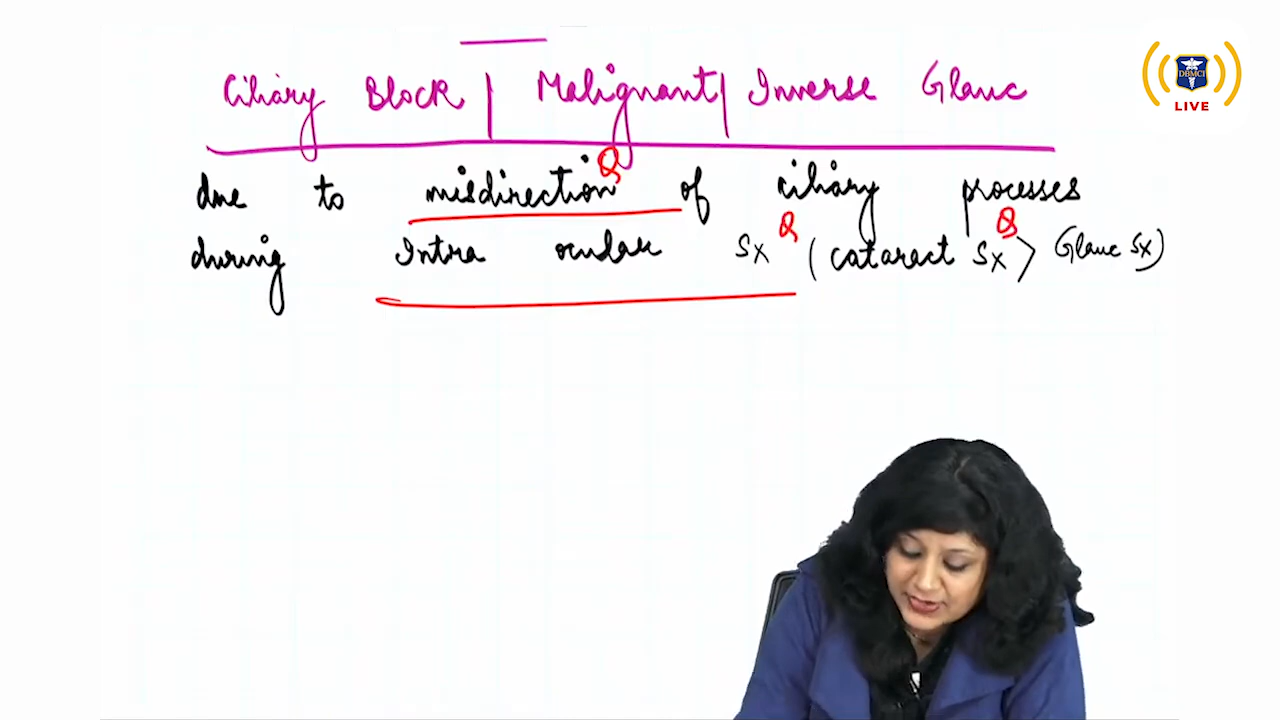 Ciliary Block | Malignant | Inverse Glauc
due to misdirection Q of ciliary processes
during Intra ocular Sx Q (cataract Sx Q > Glauc Sx)
DBMCI
LIVE